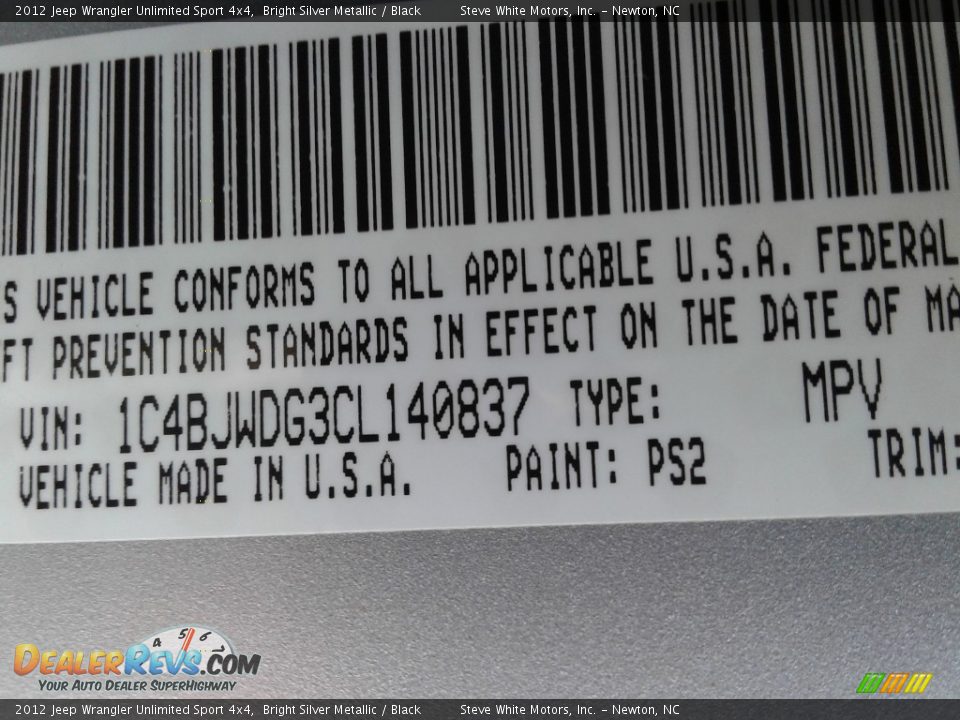 2012 Jeep Wrangler Unlimited Sport 4x4, Bright Silver Metallic / Black Steve White Motors, Inc. - Newton, NC
S VEHICLE CONFORMS TO ALL APPLICABLE U.S.A. FEDERAL
FT PREVENTION STANDARDS IN EFFECT ON THE DATE OF MA
VIN: 1C4BJWDG3CL140837 TYPE: MPV
VEHICLE MADE IN U.S.A. PAINT: PS2 TRIM:
4 5 6
DEALERREVS.COM
YOUR AUTO DEALER SUPERHIGHWAY
2012 Jeep Wrangler Unlimited Sport 4x4, Bright Silver Metallic / Black Steve White Motors, Inc. - Newton, NC